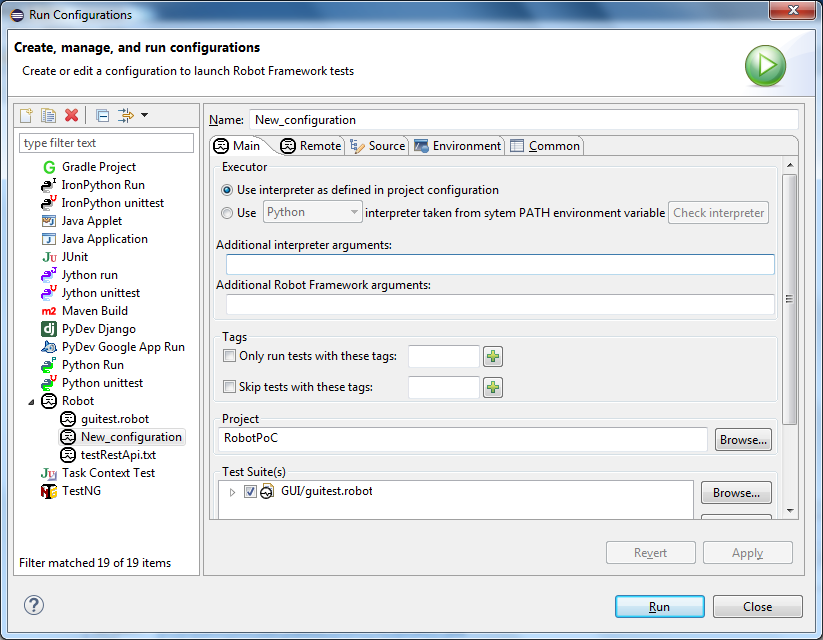 Run Configurations
Create, manage, and run configurations
Create or edit a configuration to launch Robot Framework tests
type filter text
Gradle Project
IronPython Run
IronPython unittest
Java Applet
Java Application
JUnit
Jython run
Jython unittest
Maven Build
PyDev Django
PyDev Google App Run
Python Run
Python unittest
Robot
guitest.robot
New_configuration
testRestApi.txt
Task Context Test
TestNG
Filter matched 19 of 19 items
Name: New_configuration
Main Remote Source Environment Common
Executor
Use interpreter as defined in project configuration
Use Python interpreter taken from sytem PATH environment variable Check interpreter
Additional interpreter arguments:
Additional Robot Framework arguments:
Tags
Only run tests with these tags:
Skip tests with these tags:
Project
RobotPoC Browse...
Test Suite(s)
GUI/guitest.robot Browse...
Revert Apply
Run Close